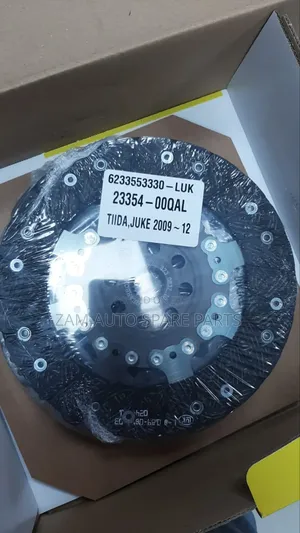 6233553330-LUK
23354-00QAL
TIIDA,JUKE 2009~12
ZAM AUTO SPARE PARTS